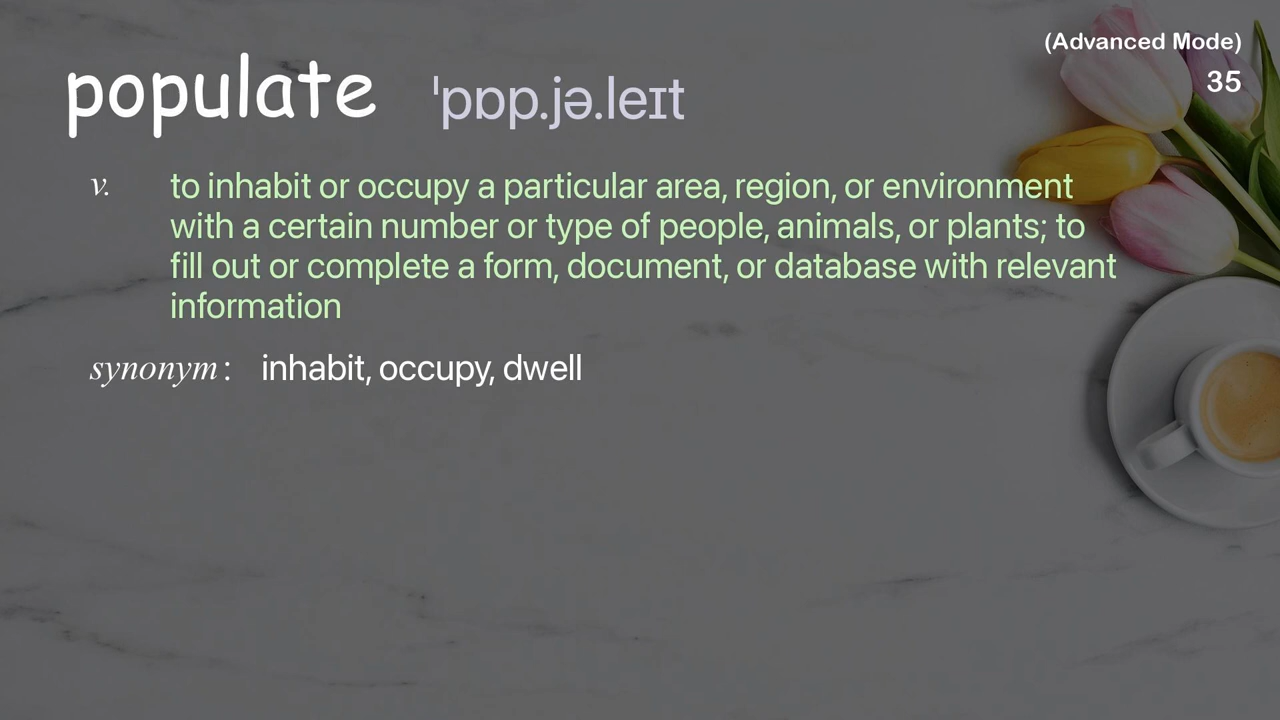 (Advanced Mode)
35
populate ˈpɒp.jə.leɪt
v. to inhabit or occupy a particular area, region, or environment
with a certain number or type of people, animals, or plants; to
fill out or complete a form, document, or database with relevant
information
synonym: inhabit, occupy, dwell